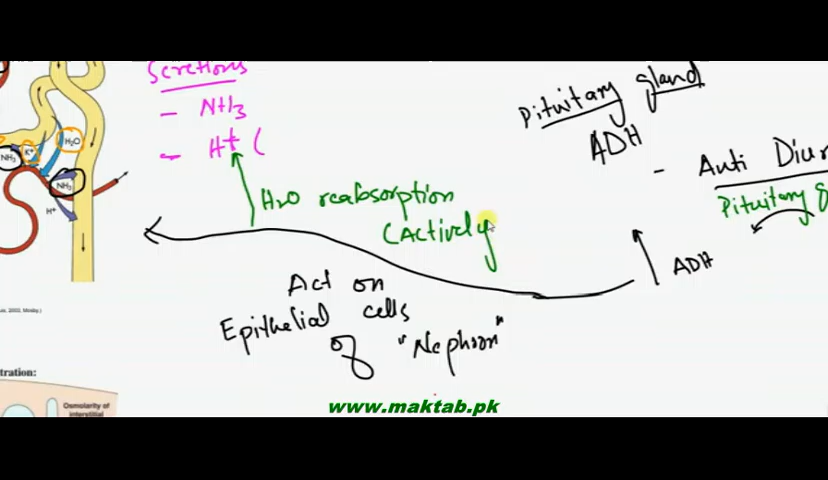 Secretions
- NH3
- H+ (
H2O reabsorption
(Actively
Pituitary gland
ADH
- Anti Diur
Pituitary g
ADH
Act on
Epithelial cells
of "Nephron"
NH3
K+
H2O
NH3
H+
tration:
Osmolarity of
interstitial
www.maktab.pk